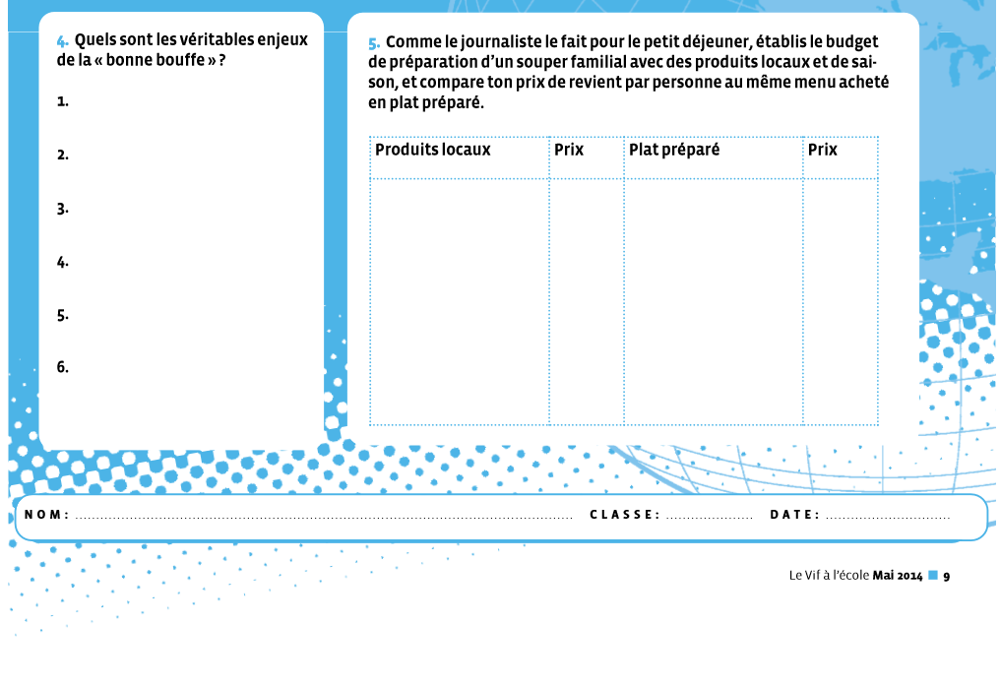 4. Quels sont les véritables enjeux
de la « bonne bouffe » ?
1.
2.
3.
4.
5.
6.
5. Comme le journaliste le fait pour le petit déjeuner, établis le budget
de préparation d’un souper familial avec des produits locaux et de sai-
son, et compare ton prix de revient par personne au même menu acheté
en plat préparé.
Produits locaux Prix Plat préparé Prix
NOM: ........ CLASSE: ........ DATE: ........
Le Vif à l’école Mai 2014 ■ 9